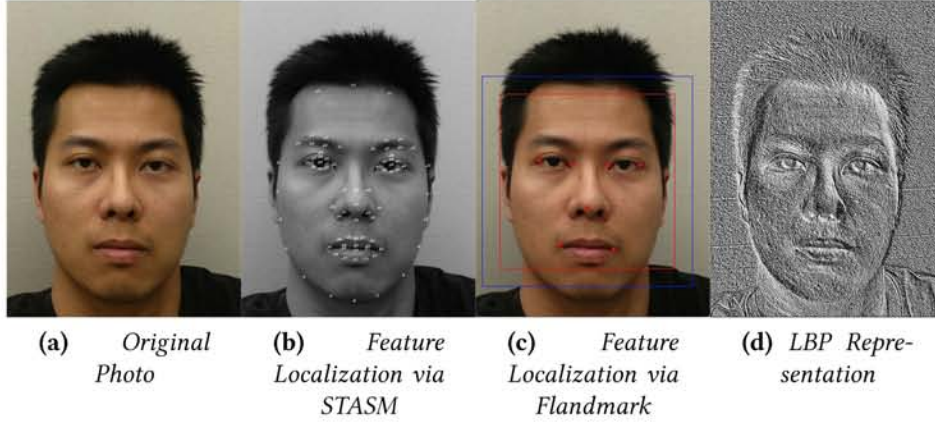 (a) Original
Photo
(b) Feature
Localization via
STASM
(c) Feature
Localization via
Flandmark
(d) LBP Repre-
sentation